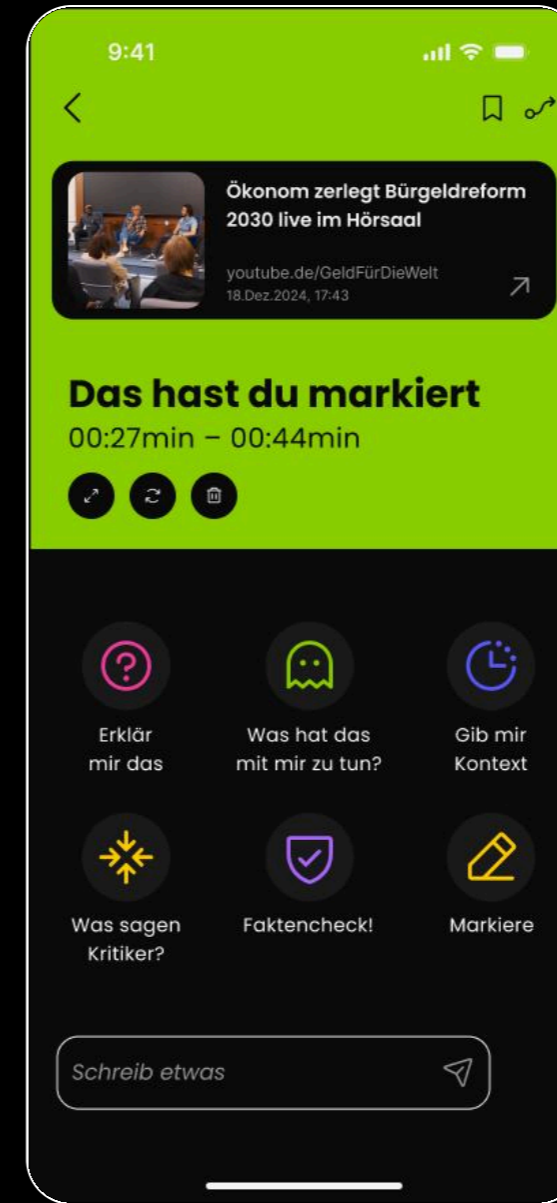 9:41
Ökonom zerlegt Bürgeldreform
2030 live im Hörsaal
youtube.de/GeldFürDieWelt
18.Dez.2024, 17:43
Das hast du markiert
00:27min – 00:44min
Erklär
mir das
Was hat das
mit mir zu tun?
Gib mir
Kontext
Was sagen
Kritiker?
Faktencheck!
Markiere
Schreib etwas